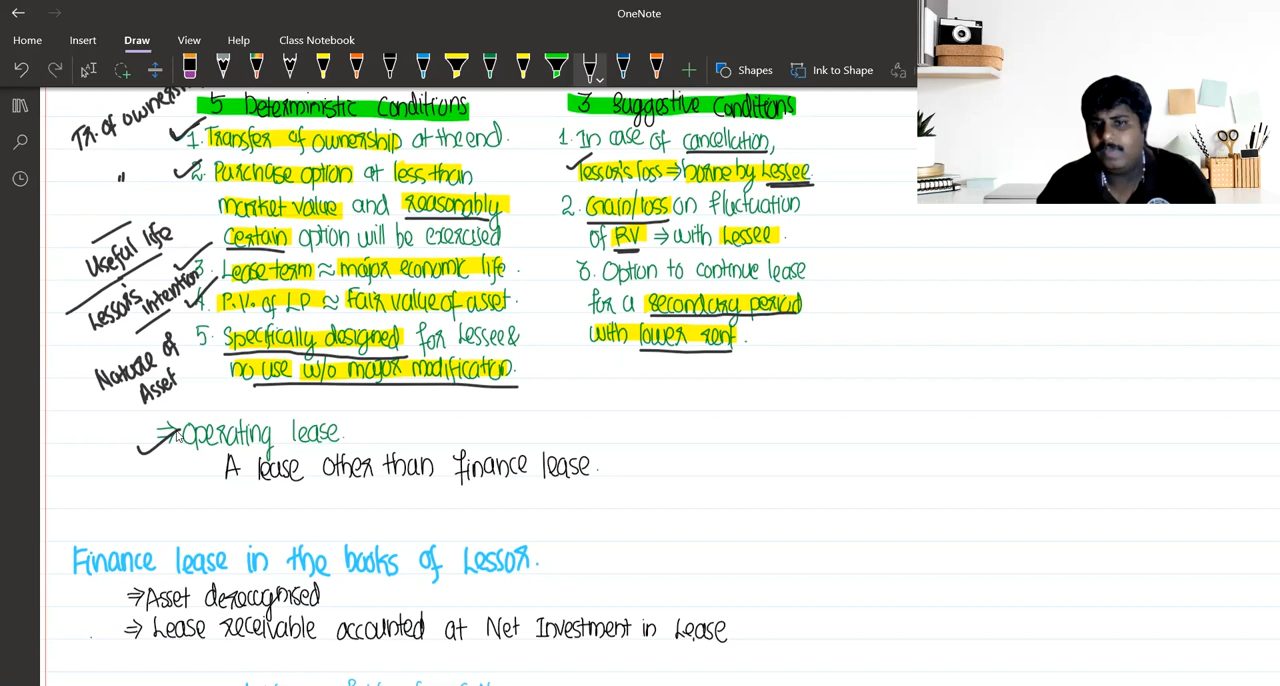 OneNote
Home Insert Draw View Help Class Notebook
Shapes Ink to Shape
Tr. of ownership
"
Useful life
Lessor's intention
Nature of
Asset
5 Deterministic Conditions
1. Transfer of ownership at the end.
2. Purchase option at less than
market value and reasonably
certain option will be exercised
3. Lease term ≈ major economic life.
4. P.V. of LP ≈ Fair value of asset.
5. Specifically designed for Lessee &
no use w/o major modification.
3 Suggestive Conditions
1. In case of cancellation,
lessor's loss ⇒ borne by Lessee.
2. Gain/loss on fluctuation
of RV ⇒ with Lessee.
3. Option to continue lease
for a secondary period
with lower rent.
⇒ Operating lease.
A lease other than finance lease.
Finance lease in the books of Lessor.
⇒ Asset derecognised
⇒ Lease receivable accounted at Net Investment in Lease